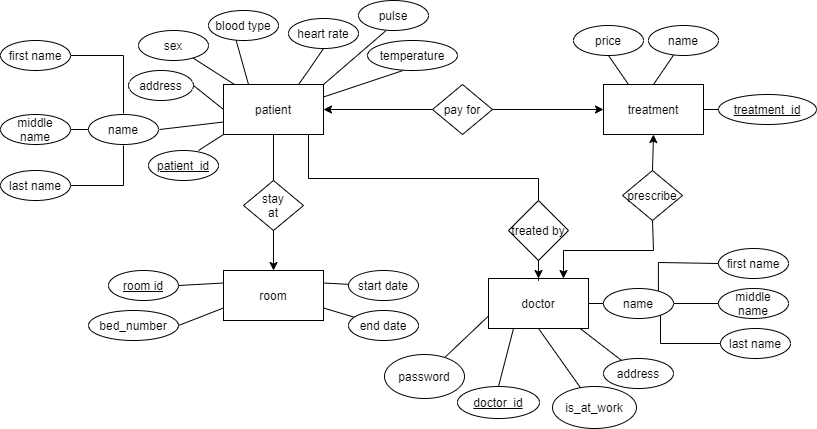 pulse
blood type
heart rate
sex
price
name
first name
temperature
address
patient
pay for
treatment
treatment_id
middle
name
name
patient_id
last name
stay
at
prescribe
treated by
first name
room id
start date
room
doctor
name
middle
name
bed_number
end date
last name
password
address
doctor_id
is_at_work